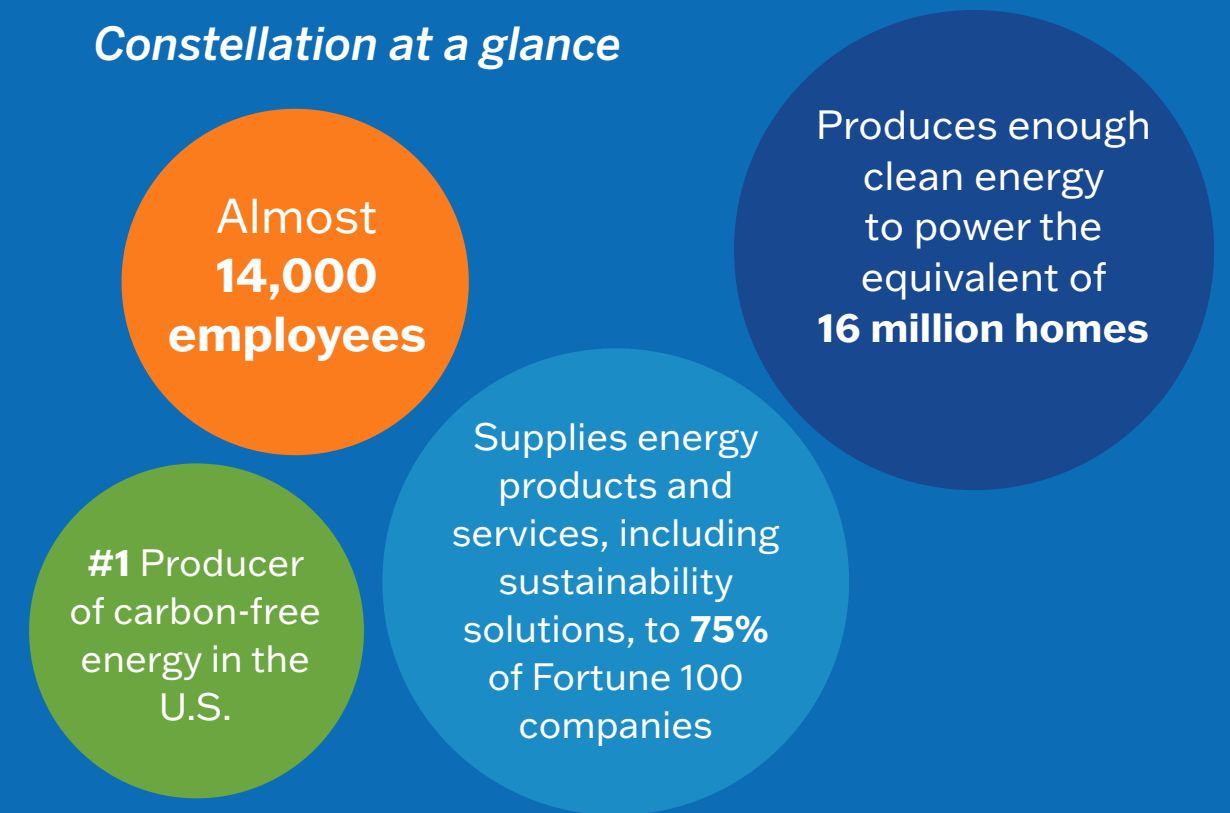 Constellation at a glance
Almost
14,000
employees
Produces enough
clean energy
to power the
equivalent of
16 million homes
#1 Producer
of carbon-free
energy in the
U.S.
Supplies energy
products and
services, including
sustainability
solutions, to 75%
of Fortune 100
companies